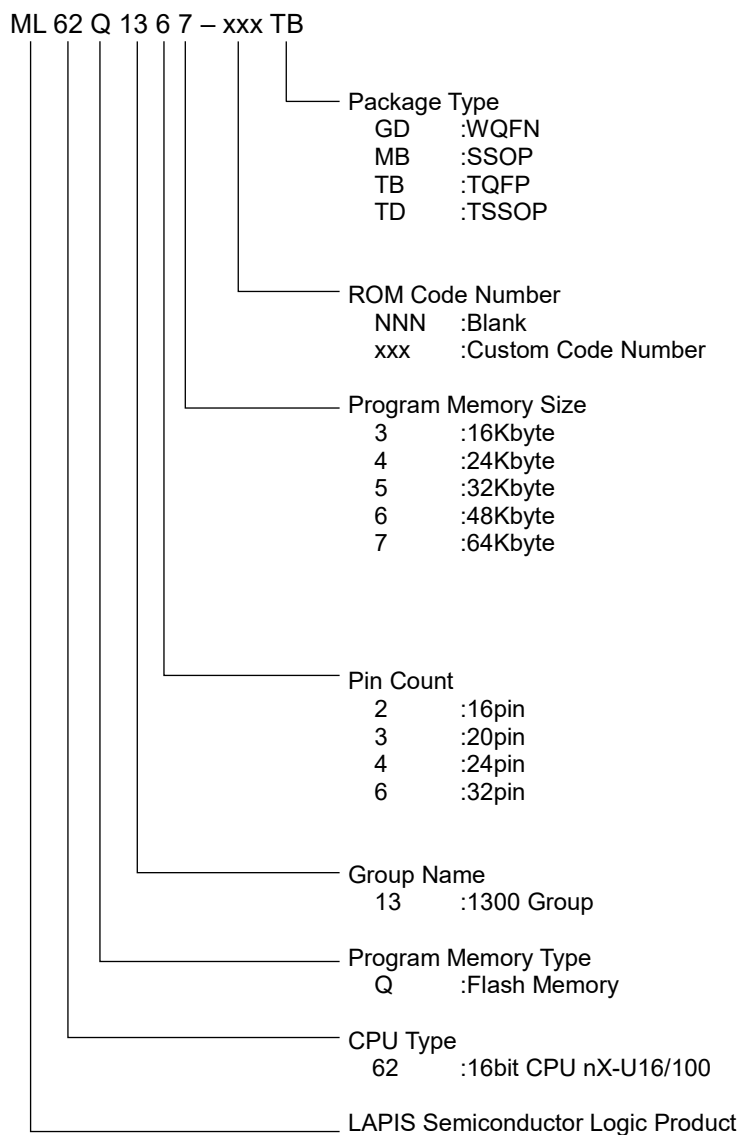 ML 62 Q 13 6 7 – xxx TB
Package Type
GD :WQFN
MB :SSOP
TB :TQFP
TD :TSSOP
ROM Code Number
NNN :Blank
xxx :Custom Code Number
Program Memory Size
3 :16Kbyte
4 :24Kbyte
5 :32Kbyte
6 :48Kbyte
7 :64Kbyte
Pin Count
2 :16pin
3 :20pin
4 :24pin
6 :32pin
Group Name
13 :1300 Group
Program Memory Type
Q :Flash Memory
CPU Type
62 :16bit CPU nX-U16/100
LAPIS Semiconductor Logic Product